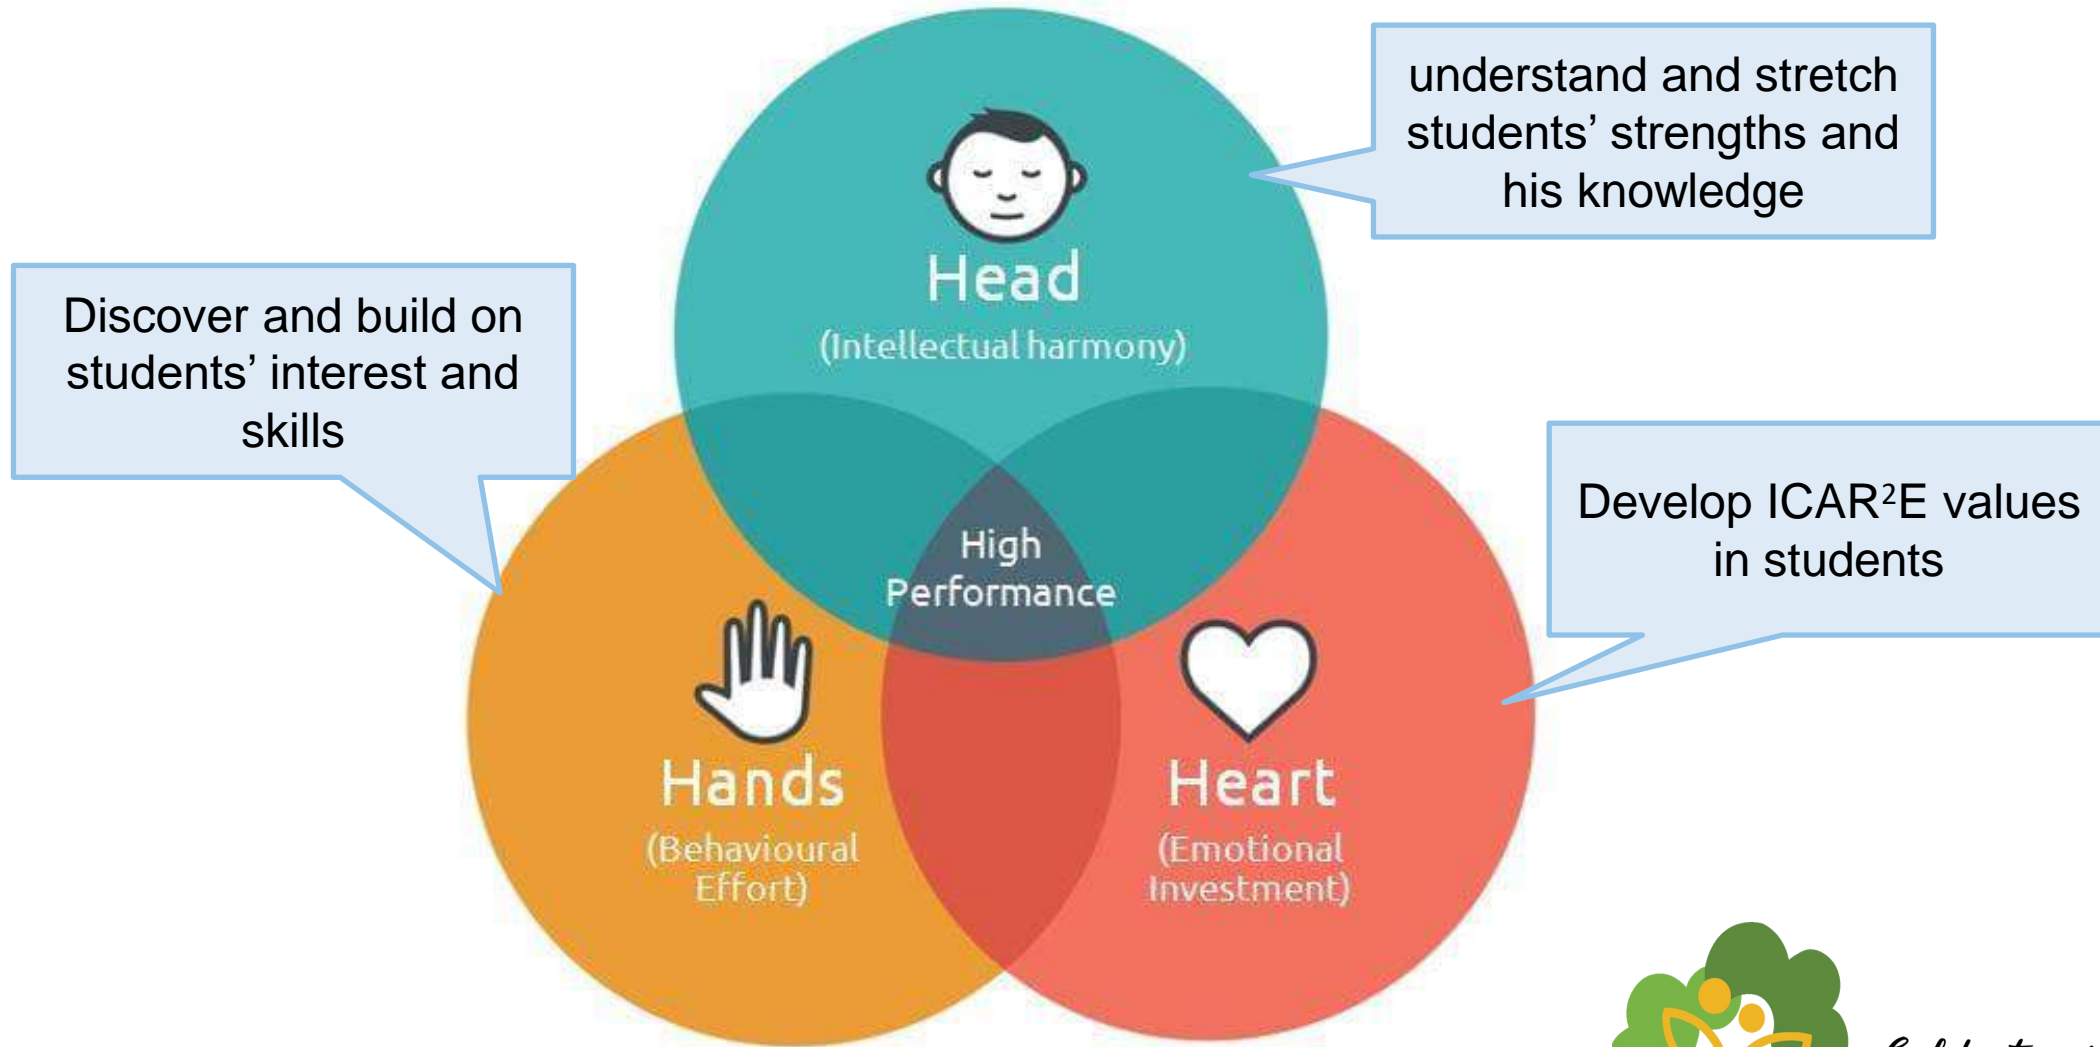 understand and stretch
students’ strengths and
his knowledge
Head
(Intellectual harmony)
Discover and build on
students’ interest and
skills
Develop ICAR²E values
in students
High
Performance
Hands
(Behavioural
Effort)
Heart
(Emotional
Investment)